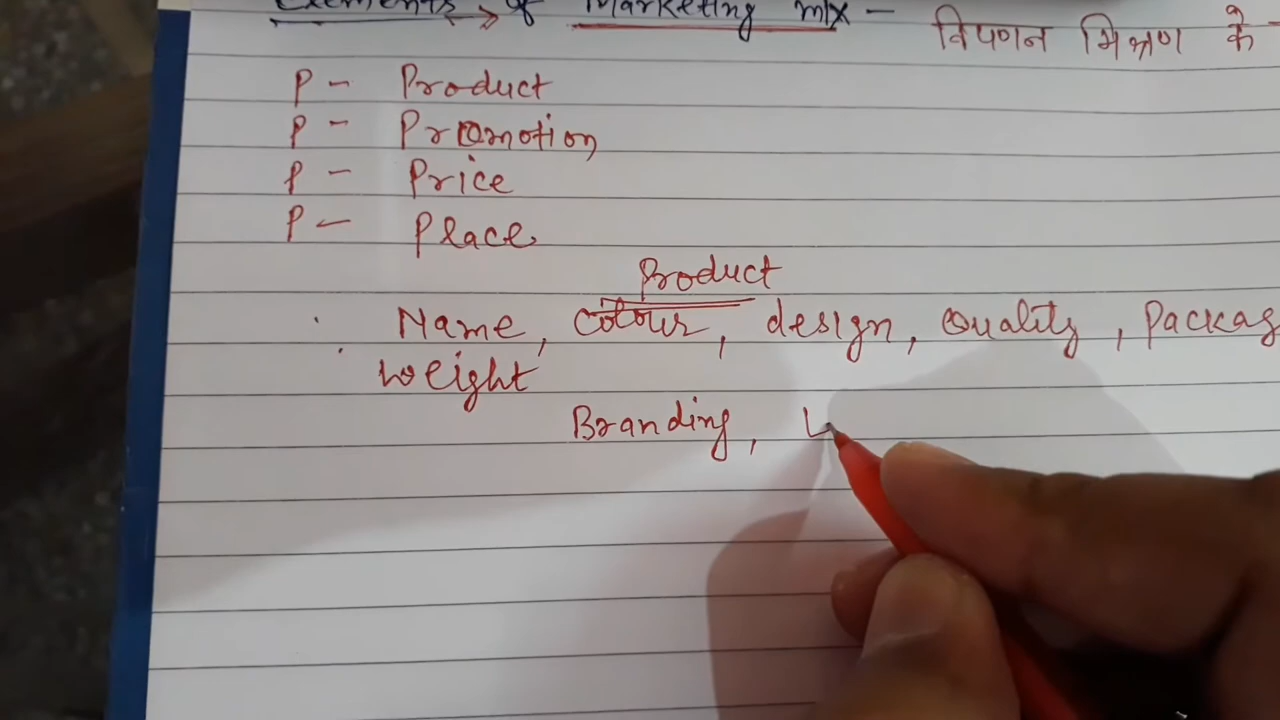 Elements of Marketing mix - विपणन मिश्रण के
P - Product
P - Promotion
P - Price
P - Place
Product
Name, colour, design, Quality, Packag
weight
Branding,